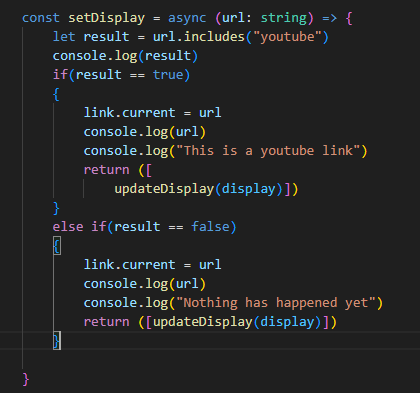 const setDisplay = async (url: string) => {
let result = url.includes("youtube")
console.log(result)
if(result == true)
{
link.current = url
console.log(url)
console.log("This is a youtube link")
return ([
updateDisplay(display)])
}
else if(result == false)
{
link.current = url
console.log(url)
console.log("Nothing has happened yet")
return ([updateDisplay(display)])
}
}